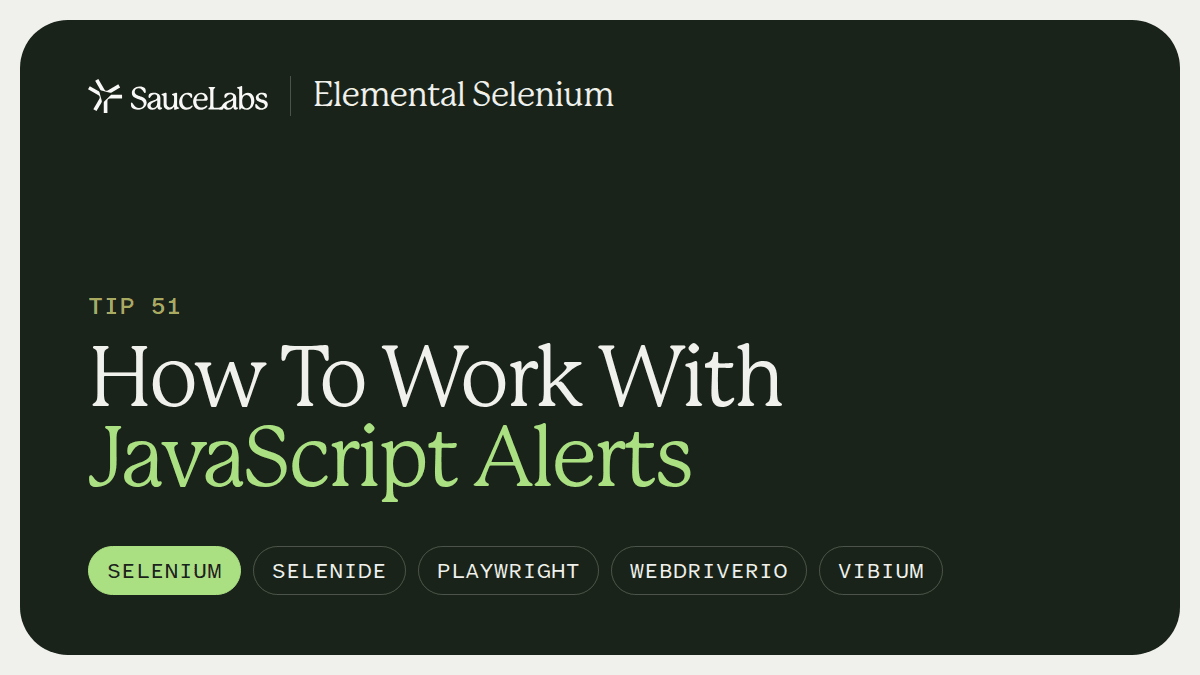 SauceLabs
Elemental Selenium
TIP 51
How To Work With
JavaScript Alerts
SELENIUM
SELENIDE
PLAYWRIGHT
WEBDRIVERIO
VIBIUM